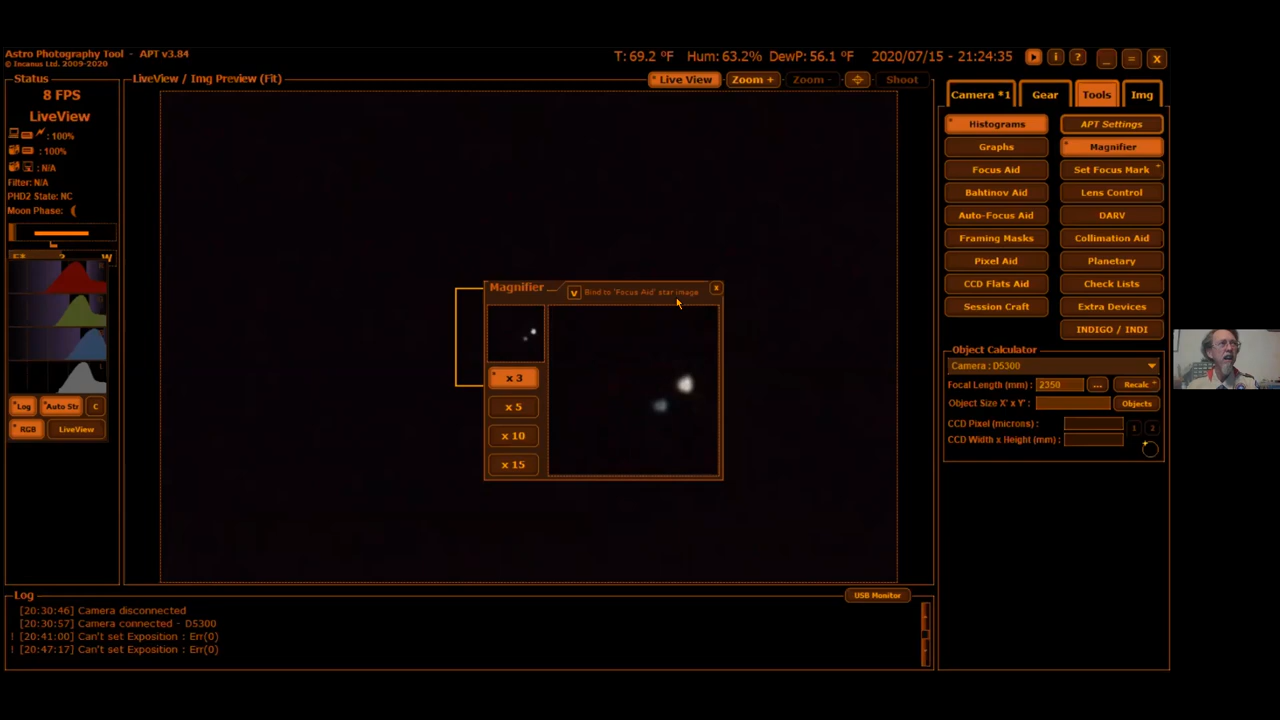 Astro Photography Tool - APT v3.84
© Incanus Ltd. 2009-2020
T: 69.2 °F Hum: 63.2% DewP: 56.1 °F 2020/07/15 - 21:24:35
i ? _ = X
Status
8 FPS
LiveView
: 100%
: 100%
: N/A
Filter: N/A
PHD2 State: NC
Moon Phase:
R
G
B
L
Log Auto Str C
RGB LiveView
LiveView / Img Preview (Fit)
Live View Zoom + Zoom - Shoot
Magnifier
v Bind to 'Focus Aid' star image x
x 3
x 5
x 10
x 15
Camera *1 Gear Tools Img
Histograms APT Settings
Graphs Magnifier
Focus Aid Set Focus Mark +
Bahtinov Aid Lens Control
Auto-Focus Aid DARV
Framing Masks Collimation Aid
Pixel Aid Planetary
CCD Flats Aid Check Lists
Session Craft Extra Devices
INDIGO / INDI
Object Calculator
Camera : D5300
Focal Length (mm) : 2350 ... Recalc +
Object Size X' x Y' : Objects
CCD Pixel (microns) : 1 2
CCD Width x Height (mm) :
Log USB Monitor
[20:30:46] Camera disconnected
[20:30:57] Camera connected - D5300
! [20:41:00] Can't set Exposition : Err(0)
! [20:47:17] Can't set Exposition : Err(0)